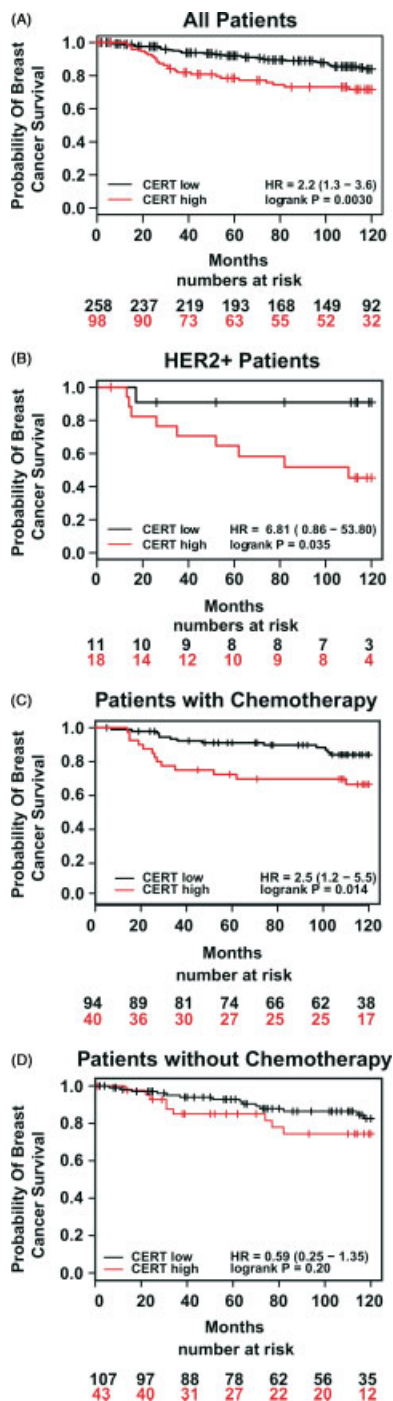 (A) All Patients
Probability Of Breast
Cancer Survival
1.0
0.8
0.6
0.4
0.2
0.0
CERT low HR = 2.2 (1.3 – 3.6)
CERT high logrank P = 0.0030
0 20 40 60 80 100 120
Months
numbers at risk
258 237 219 193 168 149 92
98 90 73 63 55 52 32
(B) HER2+ Patients
Probability Of Breast
Cancer Survival
1.0
0.8
0.6
0.4
0.2
0.0
CERT low HR = 6.81 ( 0.86 – 53.80)
CERT high logrank P = 0.035
0 20 40 60 80 100 120
Months
numbers at risk
11 10 9 8 8 7 3
18 14 12 10 9 8 4
(C) Patients with Chemotherapy
Probability Of Breast
Cancer Survival
1.0
0.8
0.6
0.4
0.2
0.0
CERT low HR = 2.5 (1.2 – 5.5)
CERT high logrank P = 0.014
0 20 40 60 80 100 120
Months
number at risk
94 89 81 74 66 62 38
40 36 30 27 25 25 17
(D) Patients without Chemotherapy
Probability Of Breast
Cancer Survival
1.0
0.8
0.6
0.4
0.2
0.0
CERT low HR = 0.59 (0.25 – 1.35)
CERT high logrank P = 0.20
0 20 40 60 80 100 120
Months
number at risk
107 97 88 78 62 56 35
43 40 31 27 22 20 12